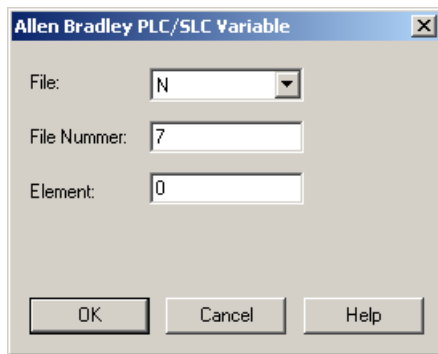 Allen Bradley PLC/SLC Variable
File: N
File Nummer: 7
Element: 0
OK Cancel Help